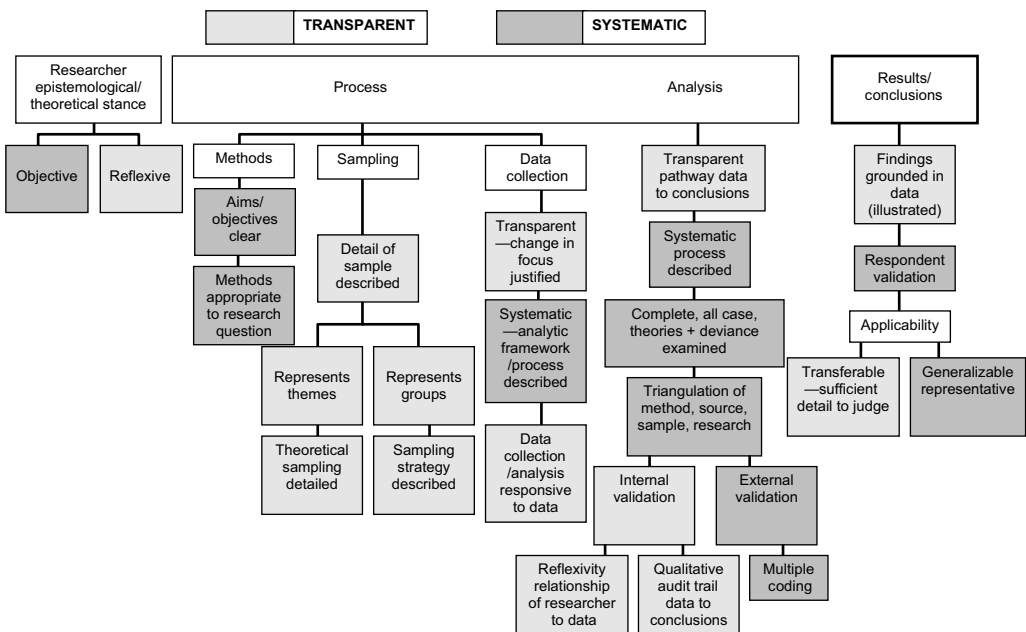 TRANSPARENT
SYSTEMATIC
Researcher
epistemological/
theoretical stance
Process
Analysis
Results/
conclusions
Objective
Reflexive
Methods
Aims/
objectives
clear
Methods
appropriate
to research
question
Sampling
Detail of
sample
described
Represents
themes
Theoretical
sampling
detailed
Represents
groups
Sampling
strategy
described
Data
collection
Transparent
—change in
focus
justified
Systematic
—analytic
framework
/process
described
Data
collection
/analysis
responsive
to data
Transparent
pathway data
to conclusions
Systematic
process
described
Complete, all case,
theories + deviance
examined
Triangulation of
method, source,
sample, research
Internal
validation
Reflexivity
relationship
of researcher
to data
Qualitative
audit trail
data to
conclusions
External
validation
Multiple
coding
Findings
grounded in
data
(illustrated)
Respondent
validation
Applicability
Transferable
—sufficient
detail to judge
Generalizable
representative